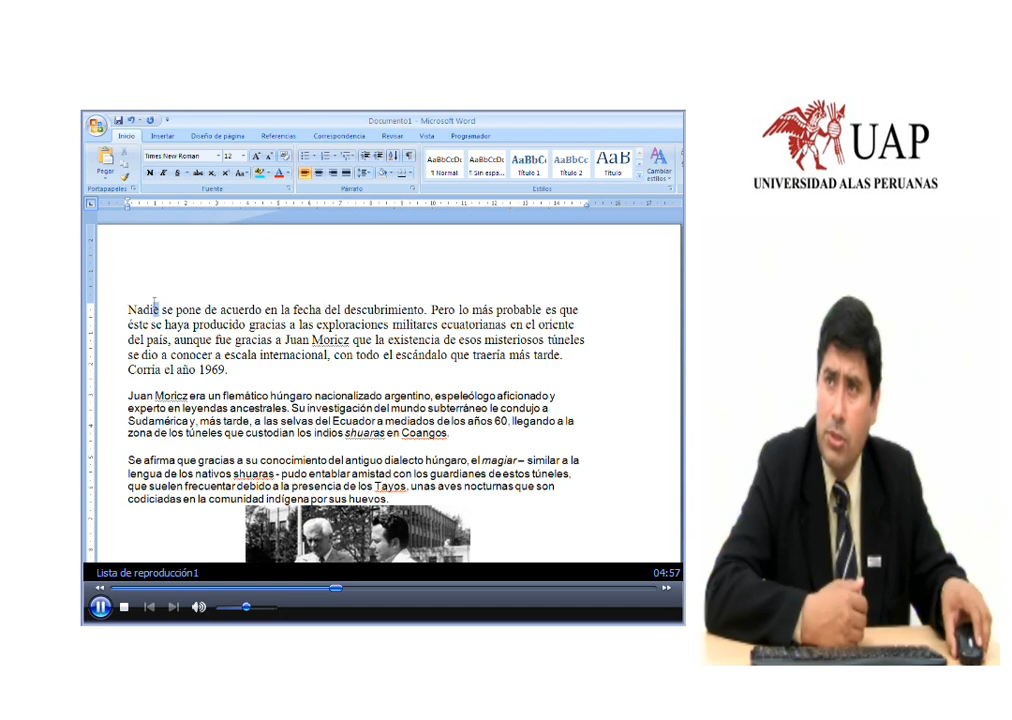 UAP
UNIVERSIDAD ALAS PERUANAS
Documento1 - Microsoft Word
Inicio Insertar Diseño de página Referencias Correspondencia Revisar Vista Programador
Pegar
Times New Roman 12
AaBbCcDc AaBbCcDc AaBbC AaBbCc AaB
¶ Normal ¶ Sin espa... Título 1 Título 2 Título
Cambiar estilos
Portapapeles Fuente Párrafo Estilos
Nadie se pone de acuerdo en la fecha del descubrimiento. Pero lo más probable es que
éste se haya producido gracias a las exploraciones militares ecuatorianas en el oriente
del país, aunque fue gracias a Juan Moricz que la existencia de esos misteriosos túneles
se dio a conocer a escala internacional, con todo el escándalo que traería más tarde.
Corría el año 1969.
Juan Moricz era un flemático húngaro nacionalizado argentino, espeleólogo aficionado y
experto en leyendas ancestrales. Su investigación del mundo subterráneo le condujo a
Sudamérica y, más tarde, a las selvas del Ecuador a mediados de los años 60, llegando a la
zona de los túneles que custodian los indios shuaras en Coangos.
Se afirma que gracias a su conocimiento del antiguo dialecto húngaro, el magiar – similar a la
lengua de los nativos shuaras - pudo entablar amistad con los guardianes de estos túneles,
que suelen frecuentar debido a la presencia de los Tayos, unas aves nocturnas que son
codiciadas en la comunidad indígena por sus huevos.
Lista de reproducción1 04:57